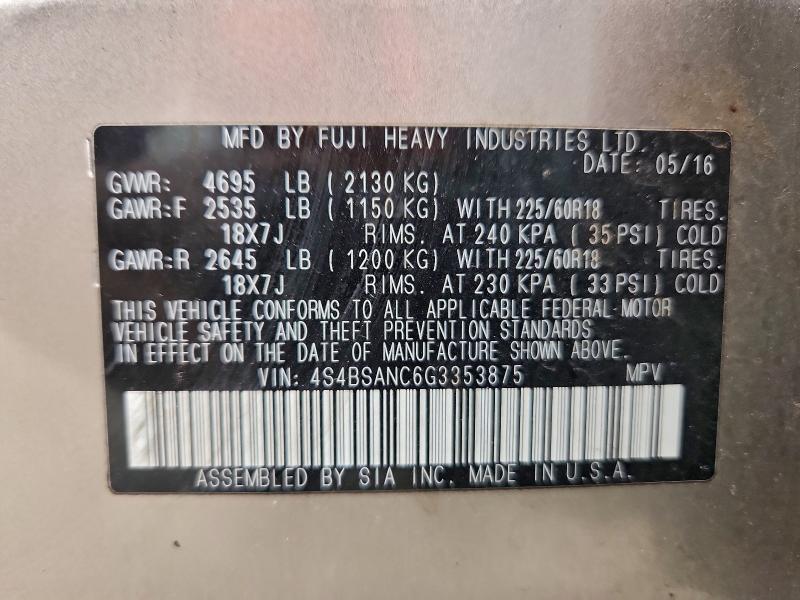 MFD BY FUJI HEAVY INDUSTRIES LTD.
DATE: 05/16
GVWR: 4695 LB ( 2130 KG)
GAWR:F 2535 LB ( 1150 KG) WITH 225/60R18 TIRES.
18X7J RIMS. AT 240 KPA ( 35 PSI) COLD
GAWR:R 2645 LB ( 1200 KG) WITH 225/60R18 TIRES.
18X7J RIMS. AT 230 KPA ( 33 PSI) COLD
THIS VEHICLE CONFORMS TO ALL APPLICABLE FEDERAL-MOTOR
VEHICLE SAFETY AND THEFT PREVENTION STANDARDS
IN EFFECT ON THE DATE OF MANUFACTURE SHOWN ABOVE.
VIN: 4S4BSANC6G3353875 MPV
ASSEMBLED BY SIA INC. MADE IN U.S.A.